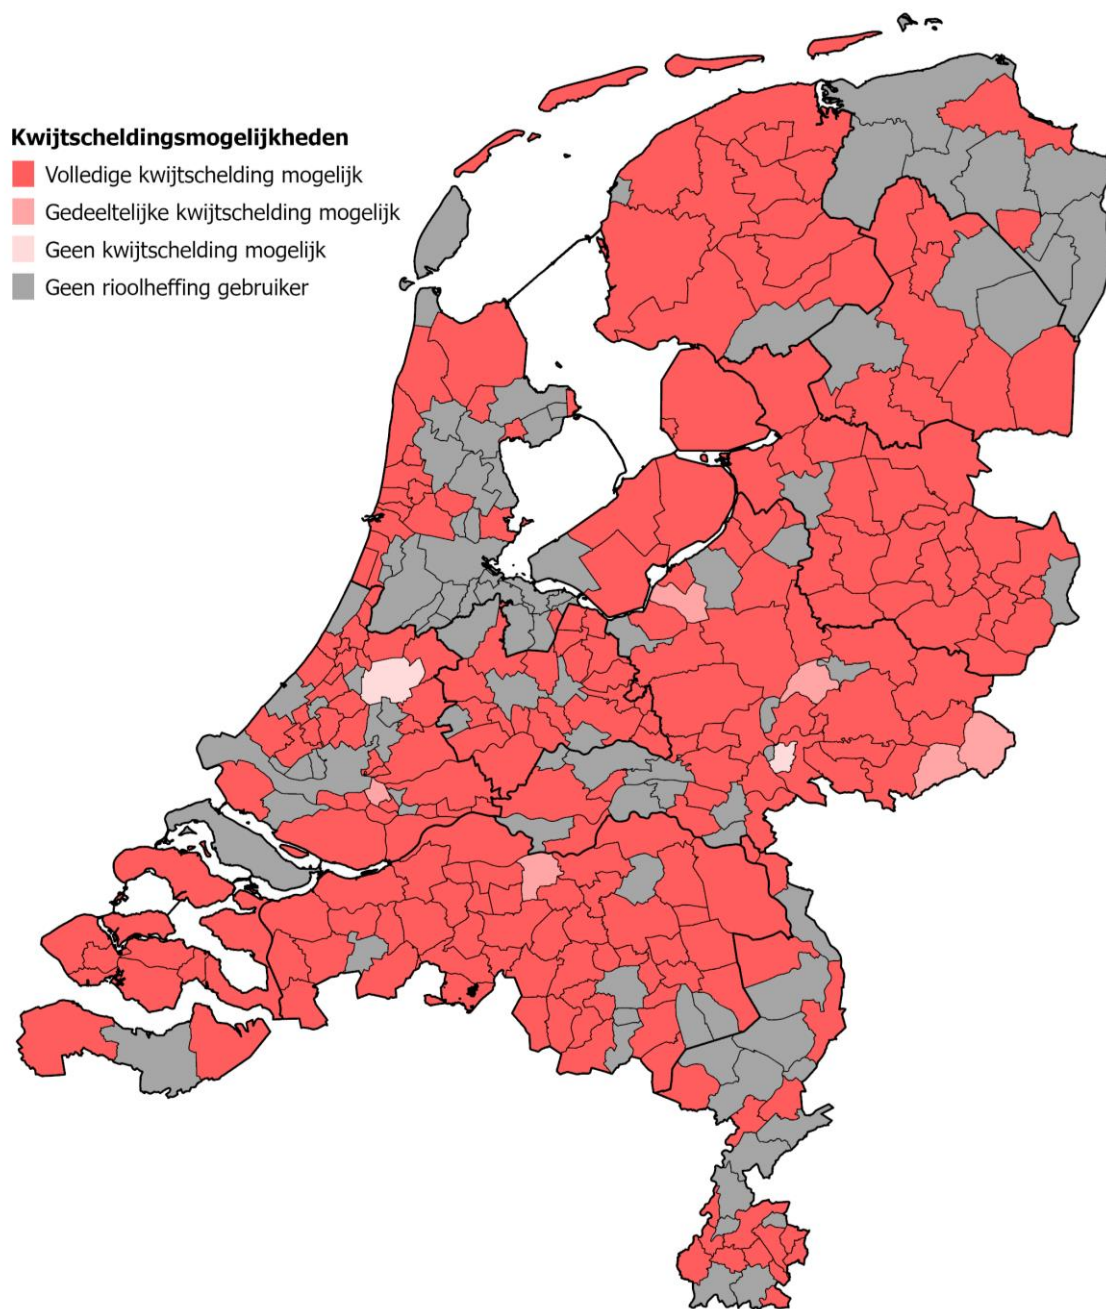 Kwijtscheldingsmogelijkheden
Volledige kwijtschelding mogelijk
Gedeeltelijke kwijtschelding mogelijk
Geen kwijtschelding mogelijk
Geen rioolheffing gebruiker